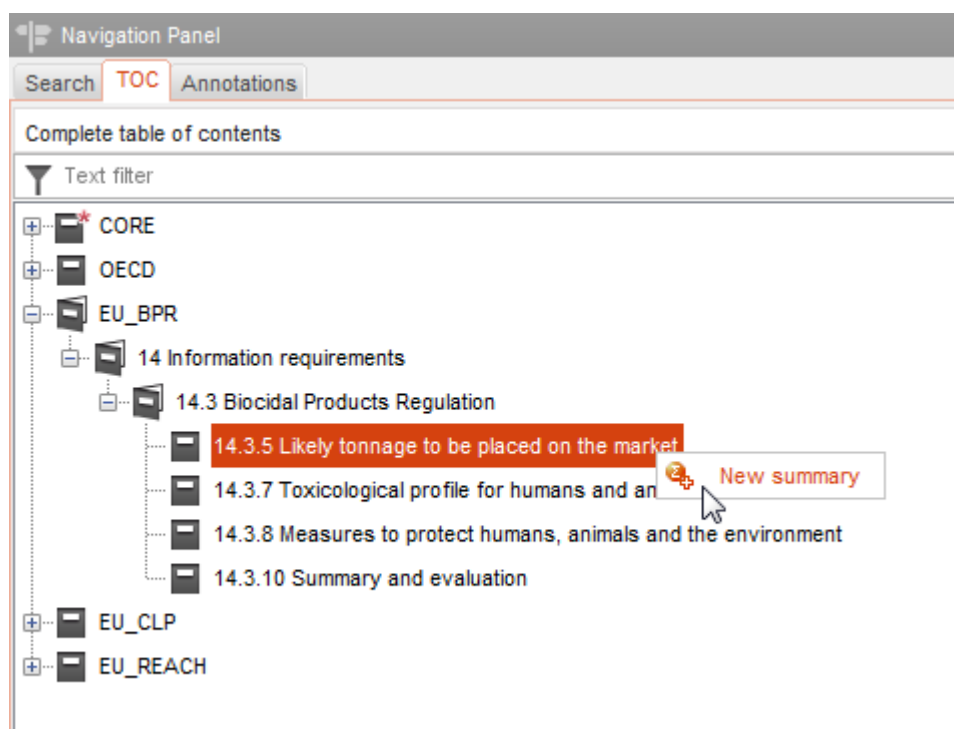 Navigation Panel
Search TOC Annotations
Complete table of contents
Text filter
CORE
OECD
EU_BPR
14 Information requirements
14.3 Biocidal Products Regulation
14.3.5 Likely tonnage to be placed on the market
New summary
14.3.7 Toxicological profile for humans and an
14.3.8 Measures to protect humans, animals and the environment
14.3.10 Summary and evaluation
EU_CLP
EU_REACH